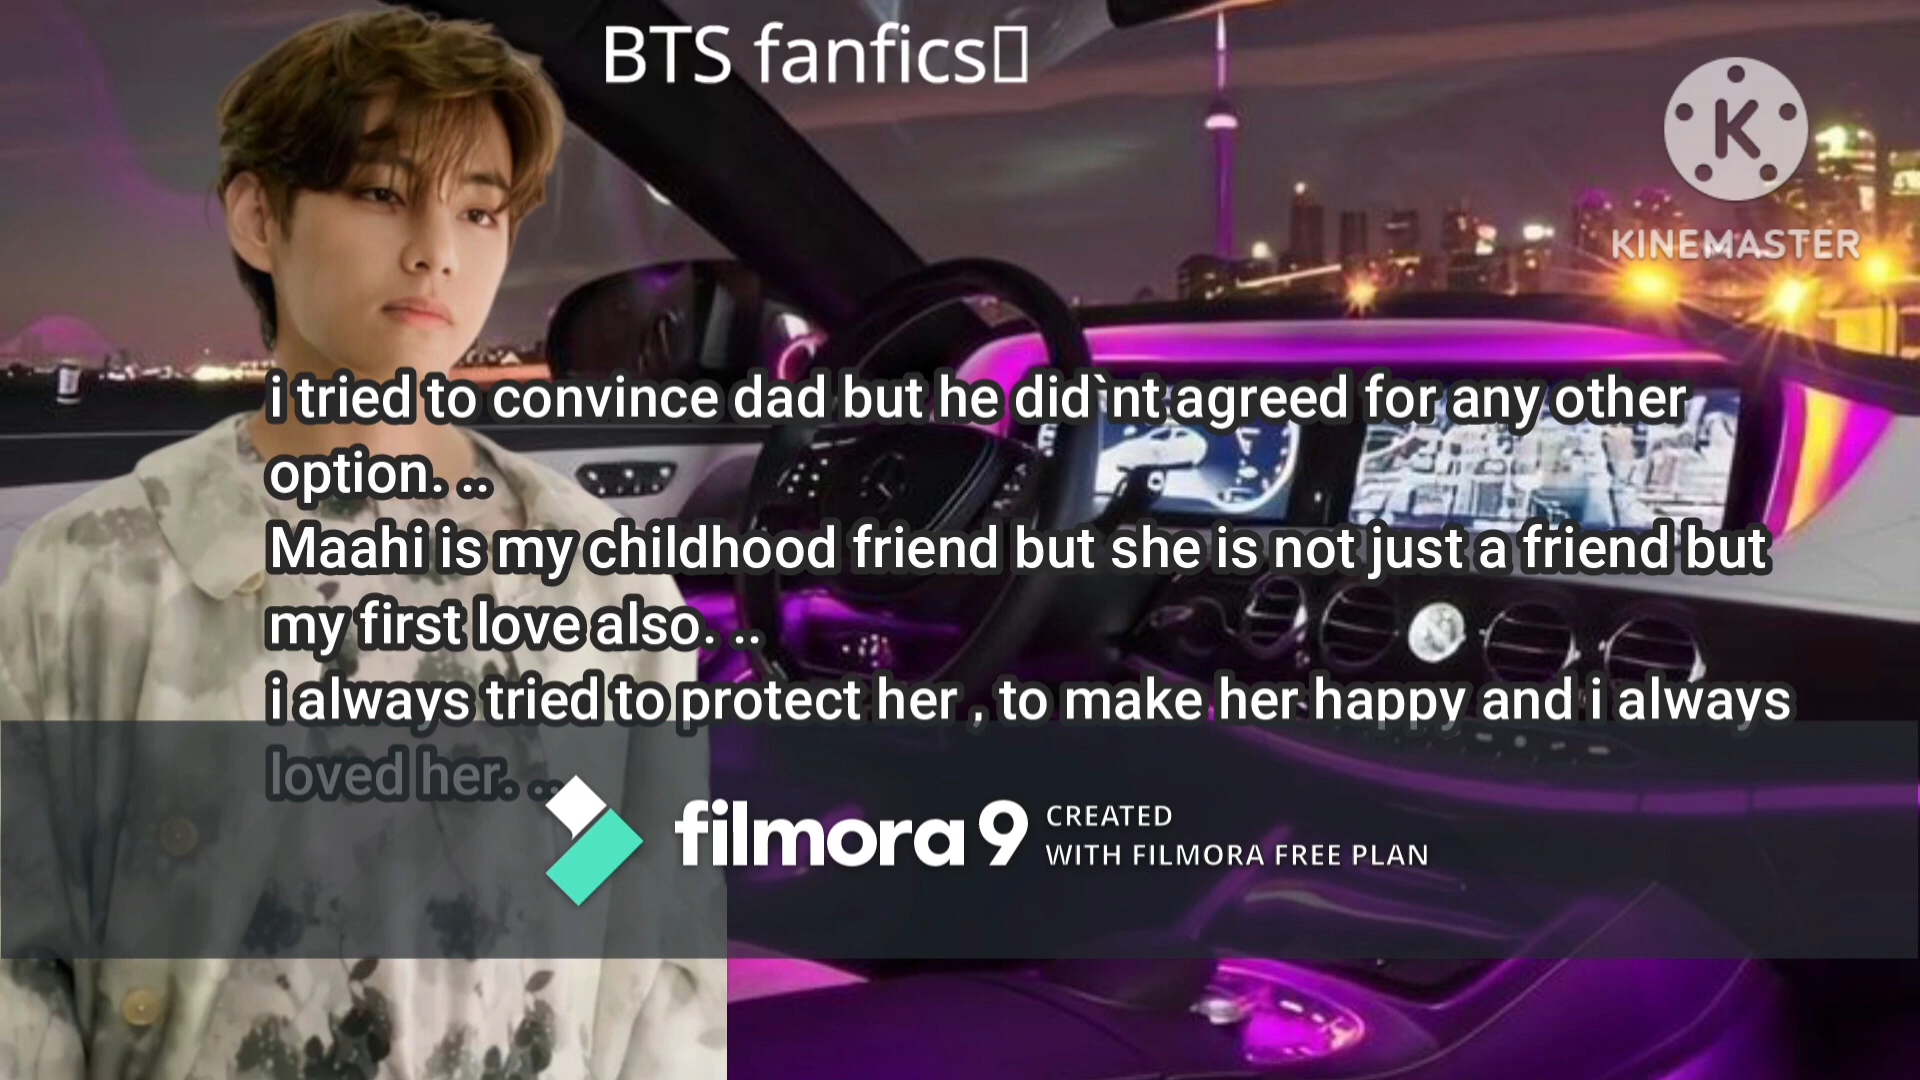 BTS fanfics
K
KINEMASTER
i tried to convince dad but he did`nt agreed for any other
option. ..
Maahi is my childhood friend but she is not just a friend but
my first love also. ..
i always tried to protect her , to make her happy and i always
loved her. ..
filmora9
CREATED
WITH FILMORA FREE PLAN